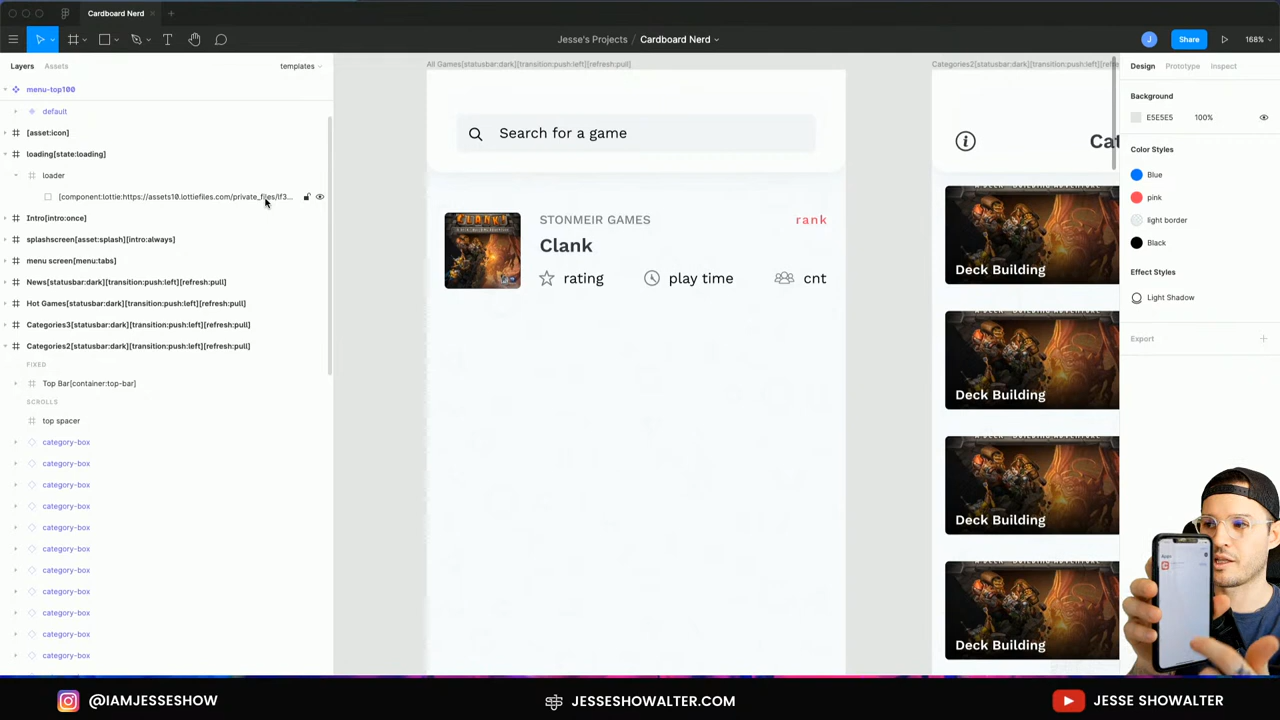 Cardboard Nerd
Jesse's Projects / Cardboard Nerd
J
Share
168%
Layers
Assets
templates
menu-top100
default
[asset:icon]
loading[state:loading]
loader
[component:lottie:https://assets10.lottiefiles.com/private_files/lf3...
Intro[intro:once]
splashscreen[asset:splash][intro:always]
menu screen[menu:tabs]
News[statusbar:dark][transition:push:left][refresh:pull]
Hot Games[statusbar:dark][transition:push:left][refresh:pull]
Categories3[statusbar:dark][transition:push:left][refresh:pull]
Categories2[statusbar:dark][transition:push:left][refresh:pull]
FIXED
Top Bar[container:top-bar]
SCROLLS
top spacer
category-box
category-box
category-box
category-box
category-box
category-box
category-box
category-box
category-box
category-box
category-box
All Games[statusbar:dark][transition:push:left][refresh:pull]
Search for a game
CLANK!
STONMEIR GAMES
rank
Clank
rating
play time
cnt
Categories2[statusbar:dark][transition:push:left][refre
Cat
Deck Building
Deck Building
Deck Building
Deck Building
Design
Prototype
Inspect
Background
E5E5E5
100%
Color Styles
Blue
pink
light border
Black
Effect Styles
Light Shadow
Export
@IAMJESSESHOW
JESSESHOWALTER.COM
JESSE SHOWALTER